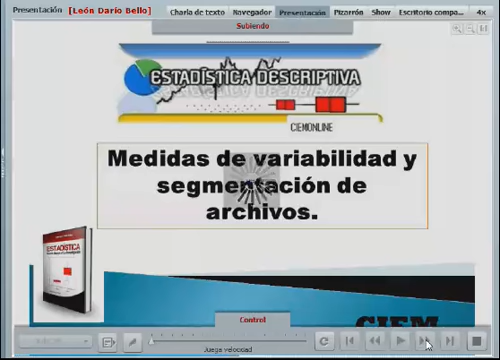 Presentación [León Darío Bello] Charla de texto Navegador Presentación Pizarrón Show Escritorio compa... 4x
Subiendo
ESTADÍSTICA DESCRIPTIVA
CIEMONLINE
Medidas de variabilidad y
segmentación de
archivos.
ESTADÍSTICA
CIEM
Control
Juega velocidad